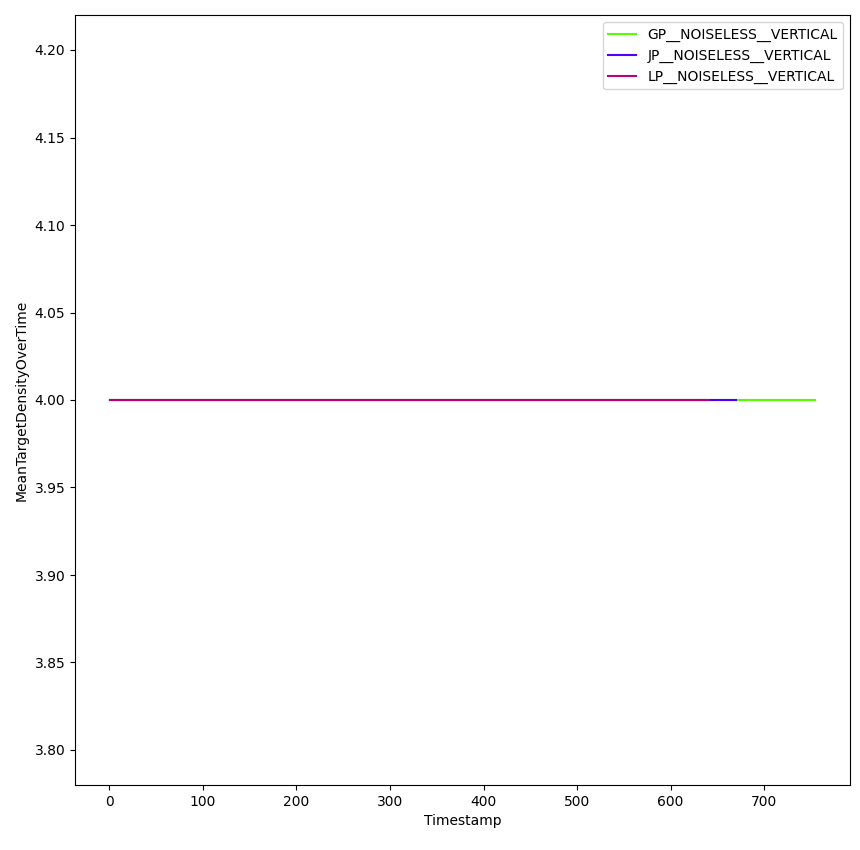 GP__NOISELESS__VERTICAL
JP__NOISELESS__VERTICAL
LP__NOISELESS__VERTICAL
4.20
4.15
4.10
4.05
4.00
3.95
3.90
3.85
3.80
MeanTargetDensityOverTime
0 100 200 300 400 500 600 700
Timestamp